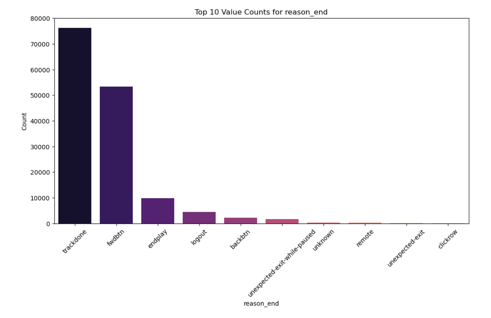 Top 10 Value Counts for reason_end
80000
70000
60000
50000
40000
30000
20000
10000
0
Count
trackdone
fwdbtn
endplay
logout
backbtn
unexpected-exit-while-paused
unknown
remote
unexpected-exit
clickrow
reason_end